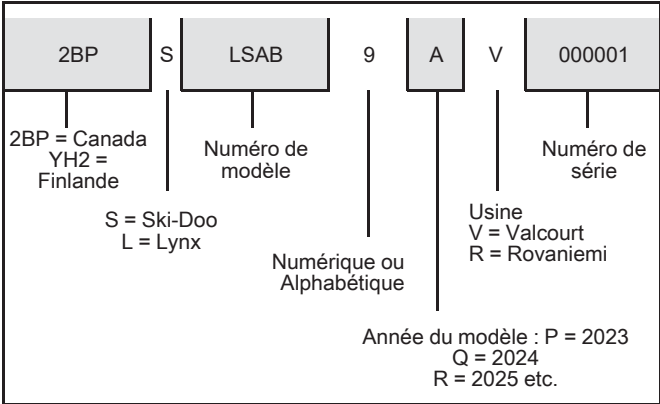 2BP S LSAB 9 A V 000001
2BP = Canada
YH2 =
Finlande
Numéro de
modèle
Numéro de
série
S = Ski-Doo
L = Lynx
Usine
V = Valcourt
R = Rovaniemi
Numérique ou
Alphabétique
Année du modèle : P = 2023
Q = 2024
R = 2025 etc.